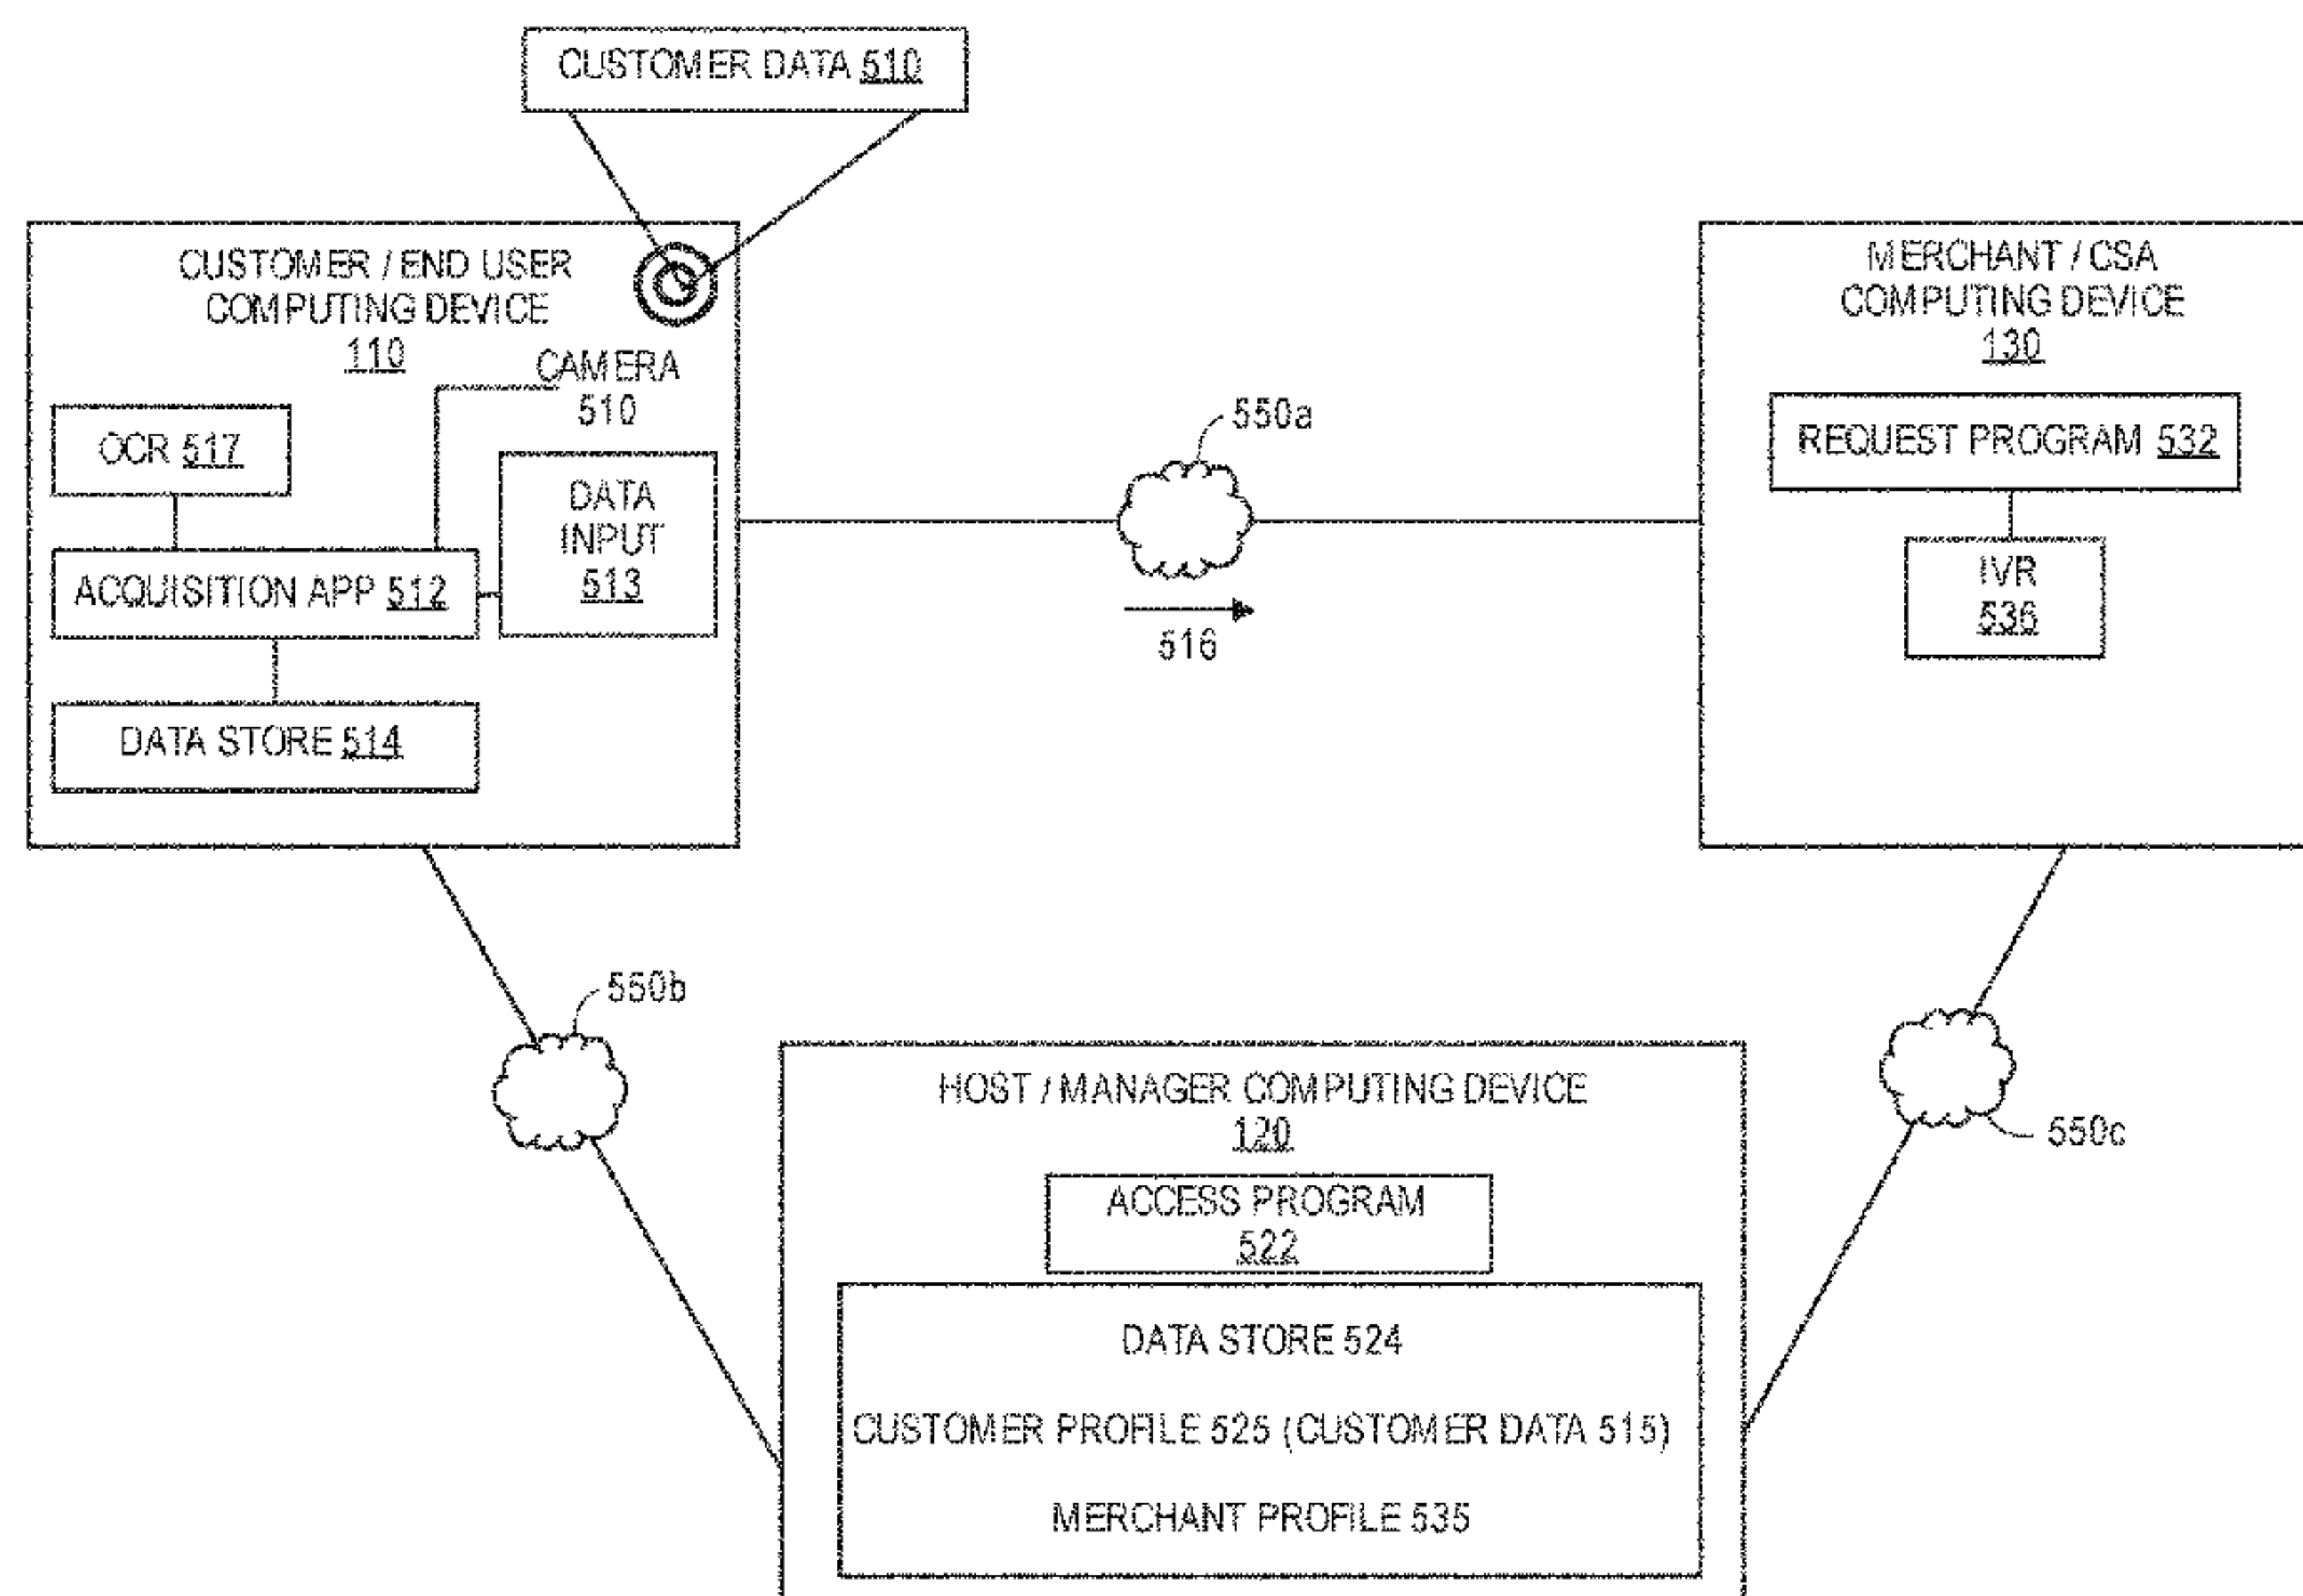 CUSTOMER DATA 510
CUSTOMER / END USER
COMPUTING DEVICE
110
CAMERA
510
OCR 517
DATA
INPUT
513
ACQUISITION APP 512
DATA STORE 514
550a
516
MERCHANT / CSA
COMPUTING DEVICE
130
REQUEST PROGRAM 532
IVR
536
550b
550c
HOST / MANAGER COMPUTING DEVICE
120
ACCESS PROGRAM
522
DATA STORE 524
CUSTOMER PROFILE 525 (CUSTOMER DATA 515)
MERCHANT PROFILE 535